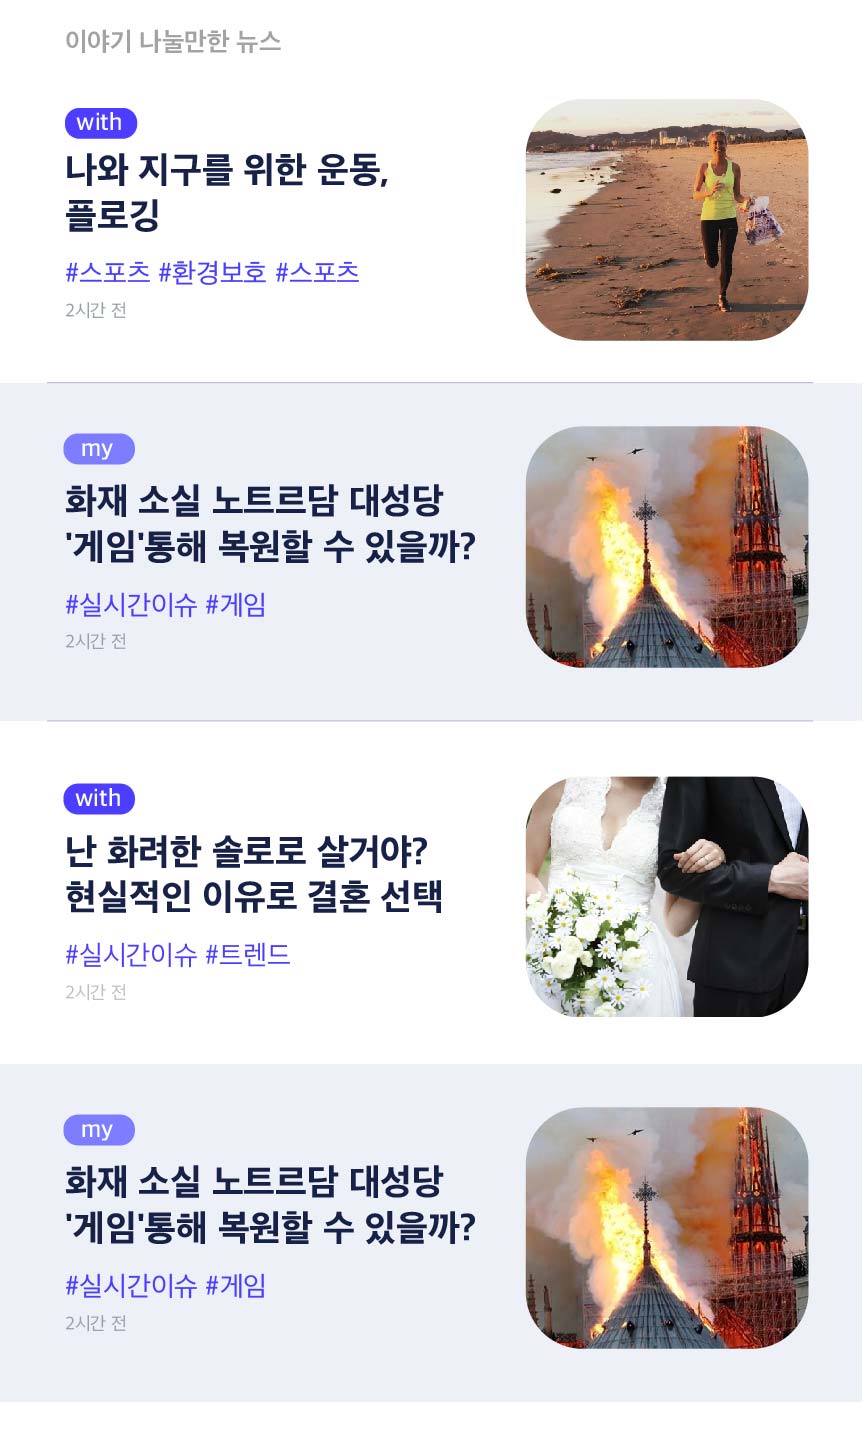 이야기 나눌만한 뉴스
with
나와 지구를 위한 운동,
플로깅
#스포츠 #환경보호 #스포츠
2시간 전
my
화재 소실 노트르담 대성당
'게임'통해 복원할 수 있을까?
#실시간이슈 #게임
2시간 전
with
난 화려한 솔로로 살거야?
현실적인 이유로 결혼 선택
#실시간이슈 #트렌드
2시간 전
my
화재 소실 노트르담 대성당
'게임'통해 복원할 수 있을까?
#실시간이슈 #게임
2시간 전